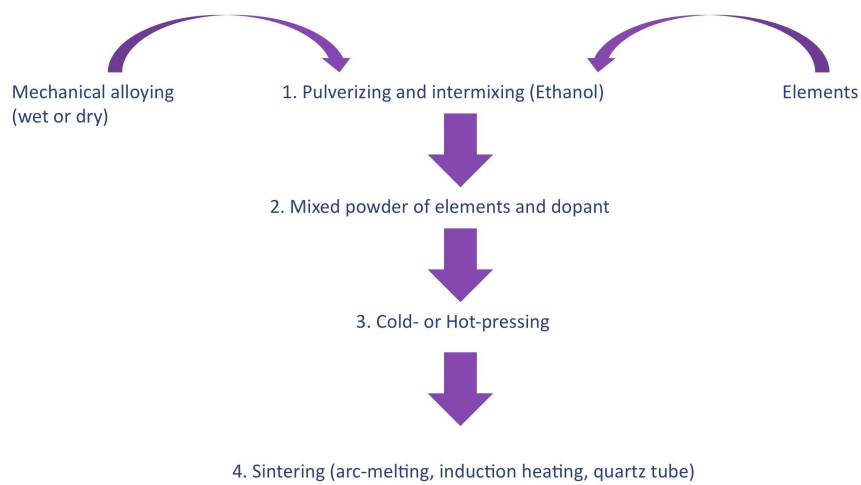 Mechanical alloying
(wet or dry)
1. Pulverizing and intermixing (Ethanol)
Elements
2. Mixed powder of elements and dopant
3. Cold- or Hot-pressing
4. Sintering (arc-melting, induction heating, quartz tube)